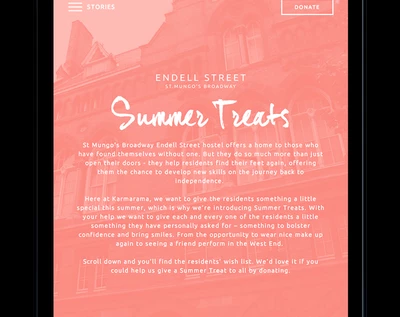 STORIES
DONATE
ENDELL STREET
ST MUNGO'S BROADWAY
Summer Treats
St Mungo's Broadway Endell Street hostel offers a home to those who
have found themselves without one. But they do so much more than just
open their doors - they help residents find their feet again, offering
them the chance to develop new skills on the journey back to
independence.
Here at Karmarama, we want to give the residents something a little
special this summer, which is why we're introducing Summer Treats. With
your help we want to give each and every one of the residents a little
something they have personally asked for – something to bolster
confidence and bring smiles. From the opportunity to wear nice make up
again to seeing a friend perform in the West End.
Scroll down and you'll find the residents' wish list. We'd love it if you
could help us give a Summer Treat to all by donating.